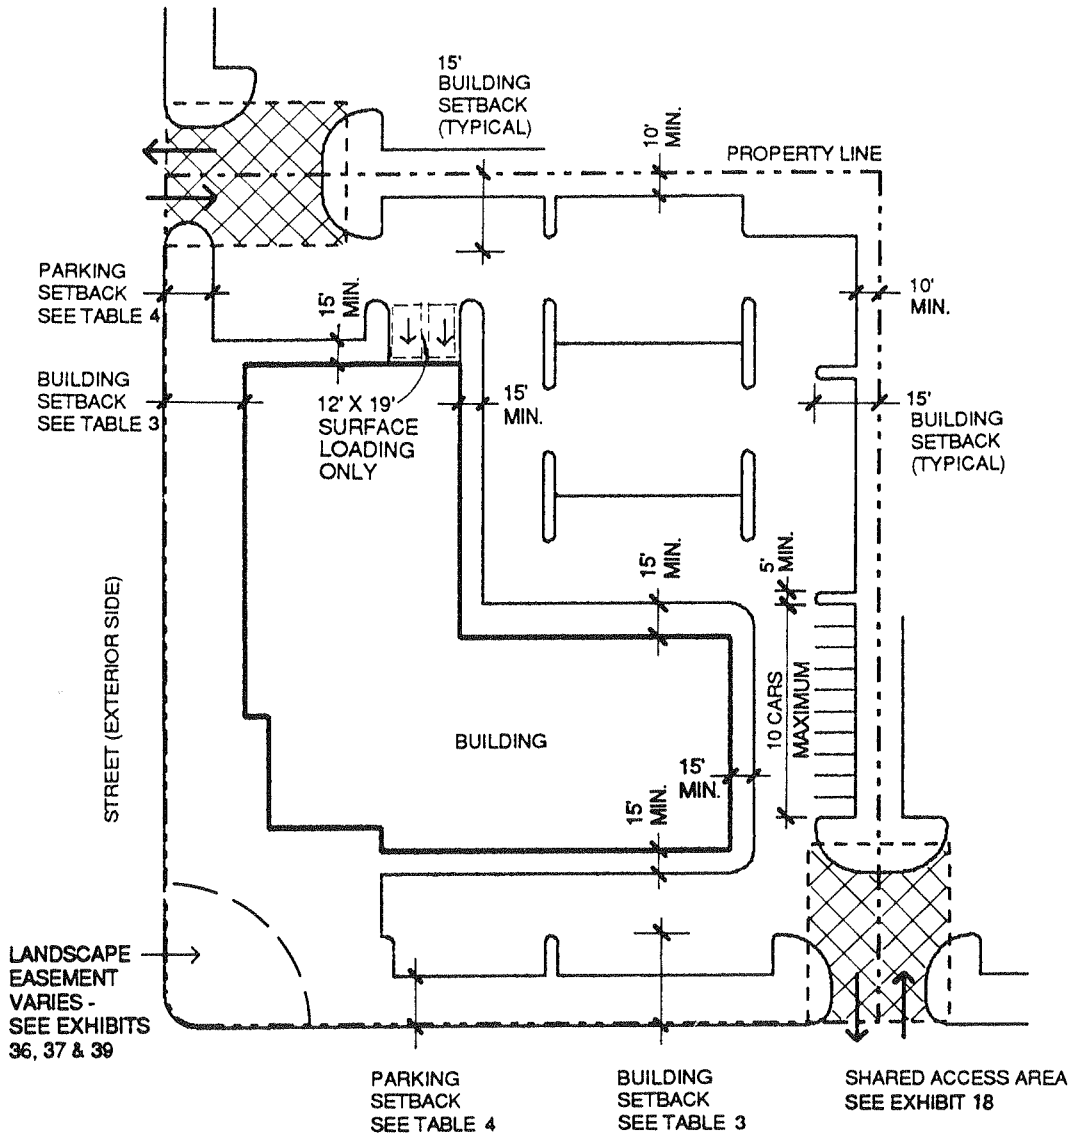 15'
BUILDING
SETBACK
(TYPICAL)
10'
MIN.
PROPERTY LINE
PARKING
SETBACK
SEE TABLE 4
15'
MIN.
10'
MIN.
BUILDING
SETBACK
SEE TABLE 3
12' X 19'
SURFACE
LOADING
ONLY
15'
MIN.
15'
BUILDING
SETBACK
(TYPICAL)
15'
MIN.
5'
MIN.
STREET (EXTERIOR SIDE)
10 CARS
MAXIMUM
BUILDING
15'
MIN.
15'
MIN.
LANDSCAPE
EASEMENT
VARIES -
SEE EXHIBITS
36, 37 & 39
PARKING
SETBACK
SEE TABLE 4
BUILDING
SETBACK
SEE TABLE 3
SHARED ACCESS AREA
SEE EXHIBIT 18